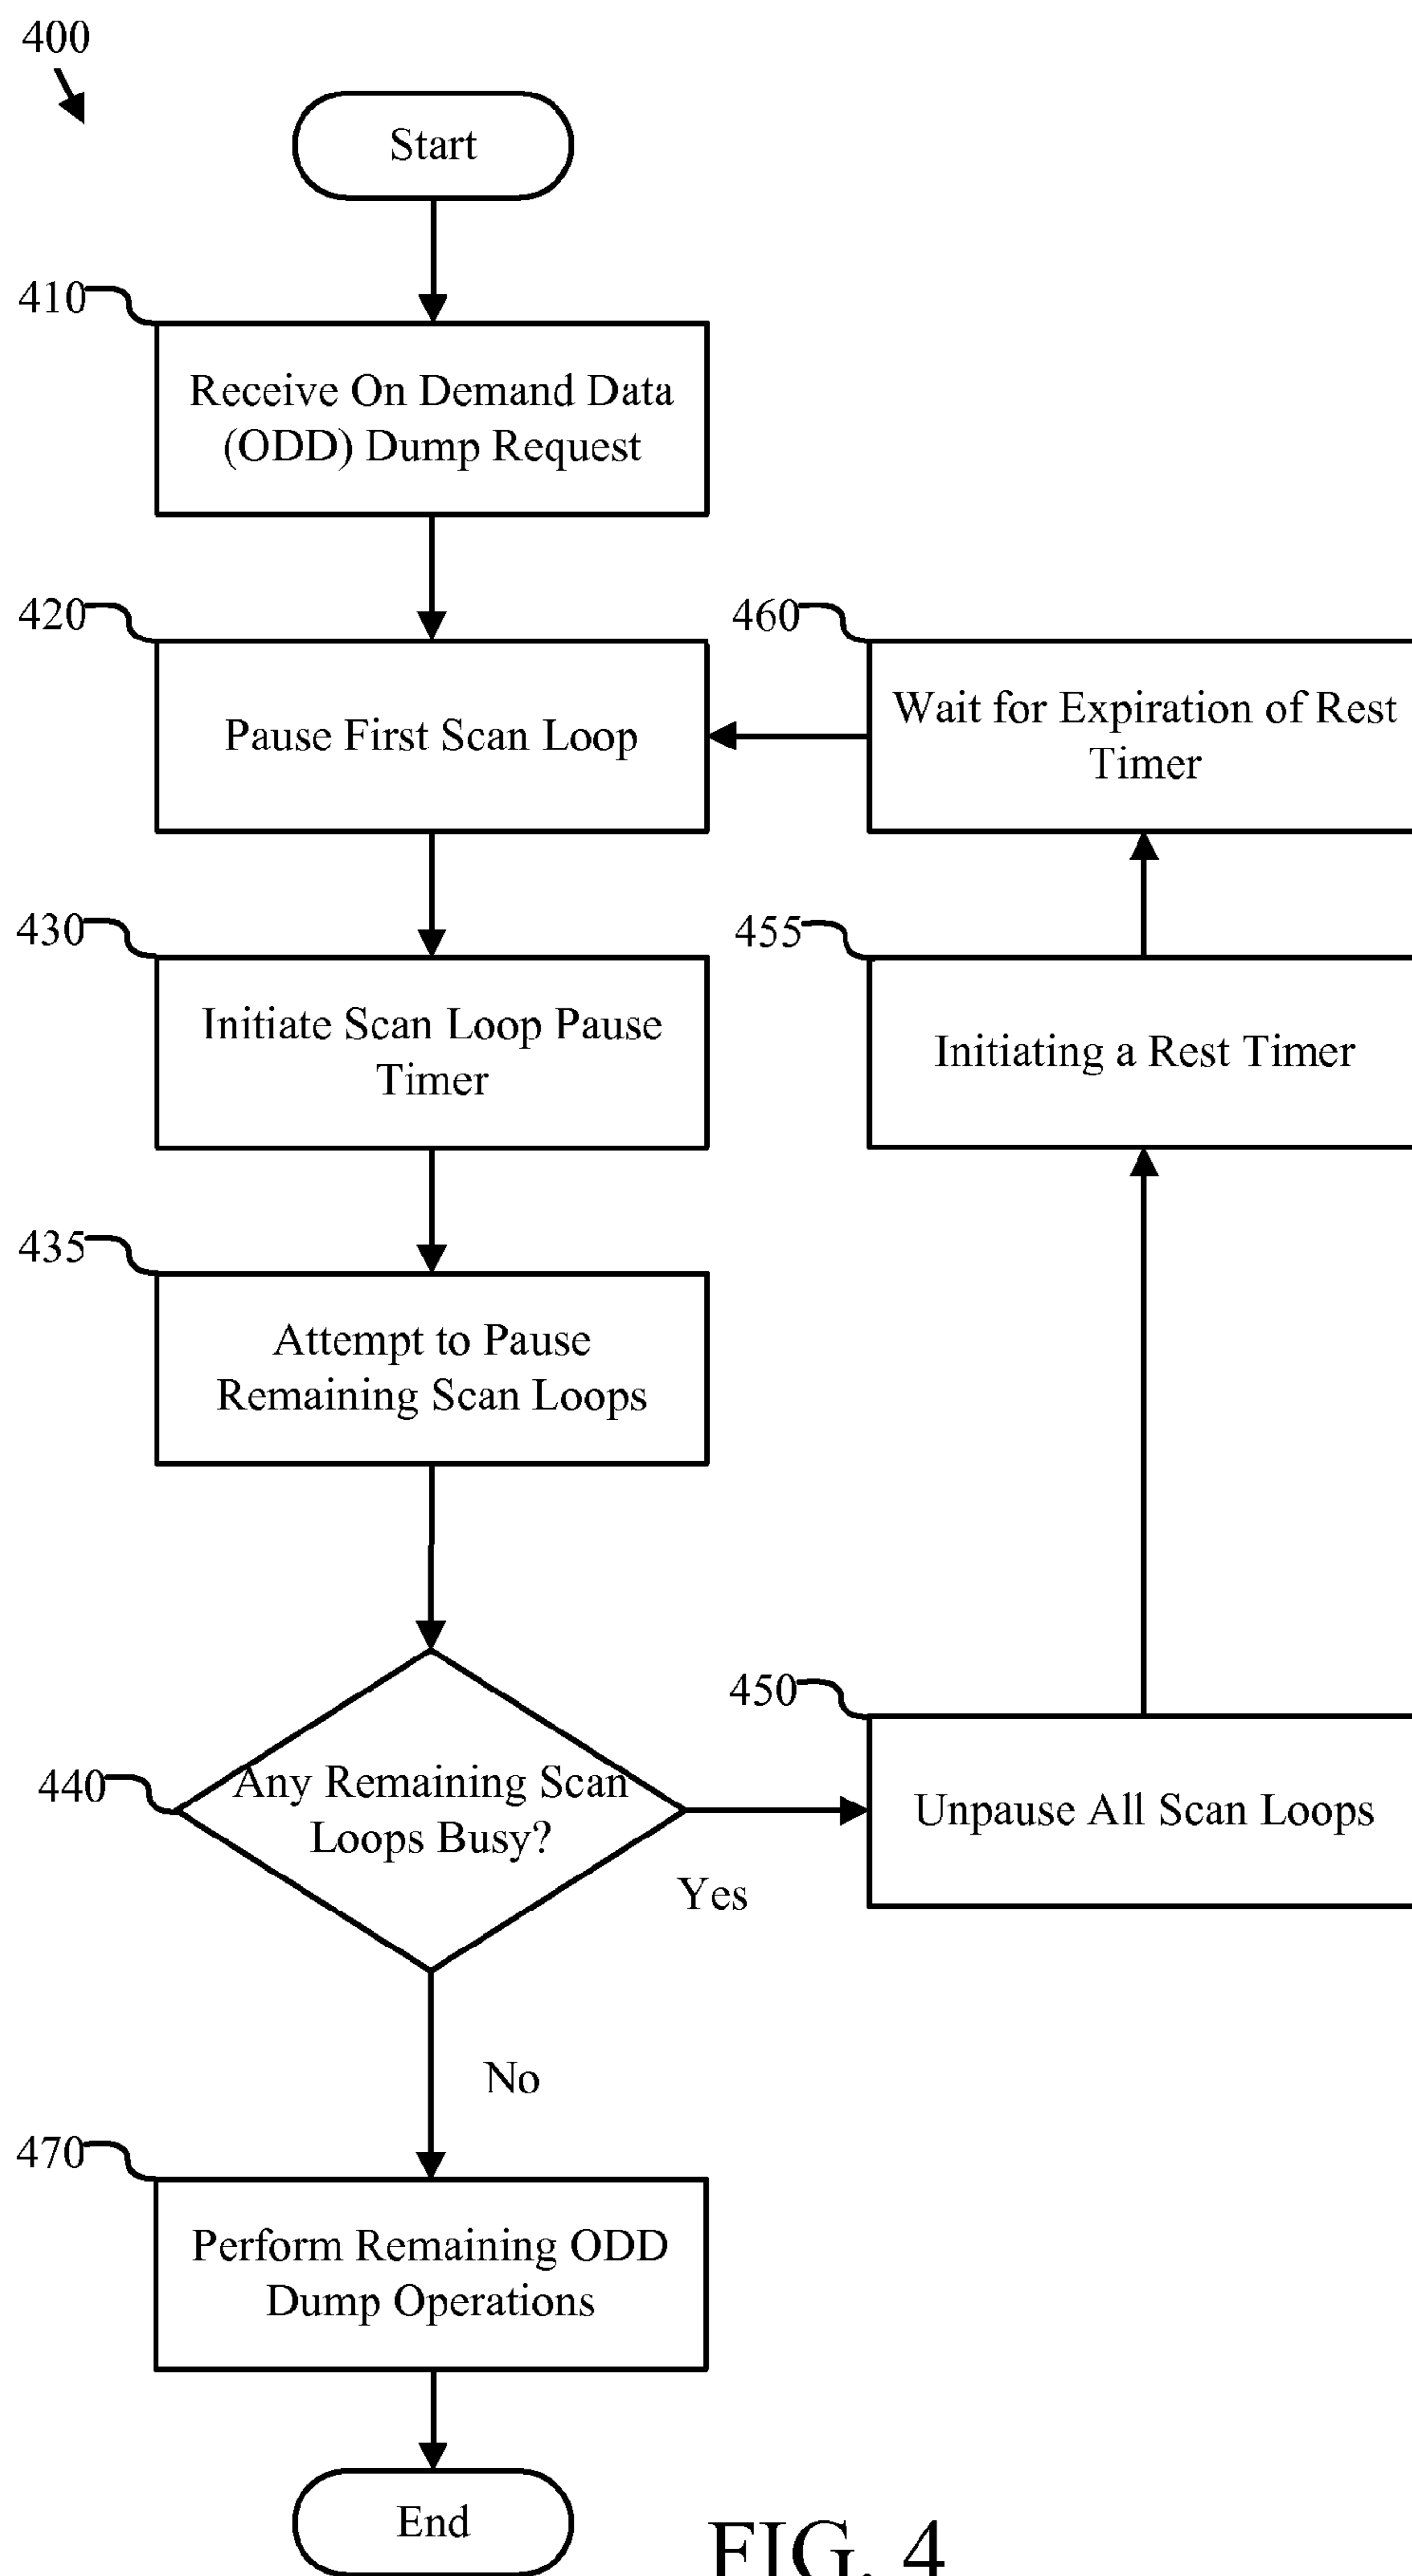 400
Start
410
Receive On Demand Data
(ODD) Dump Request
420
Pause First Scan Loop
460
Wait for Expiration of Rest
Timer
430
Initiate Scan Loop Pause
Timer
455
Initiating a Rest Timer
435
Attempt to Pause
Remaining Scan Loops
440
Any Remaining Scan
Loops Busy?
Yes
450
Unpause All Scan Loops
No
470
Perform Remaining ODD
Dump Operations
End
FIG. 4